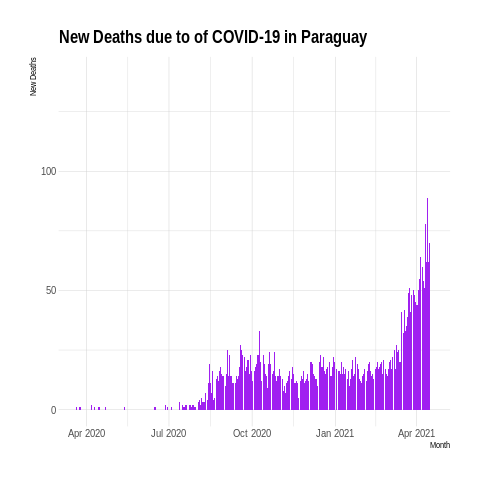 New Deaths due to of COVID-19 in Paraguay
New Deaths
100
50
0
Apr 2020 Jul 2020 Oct 2020 Jan 2021 Apr 2021
Month